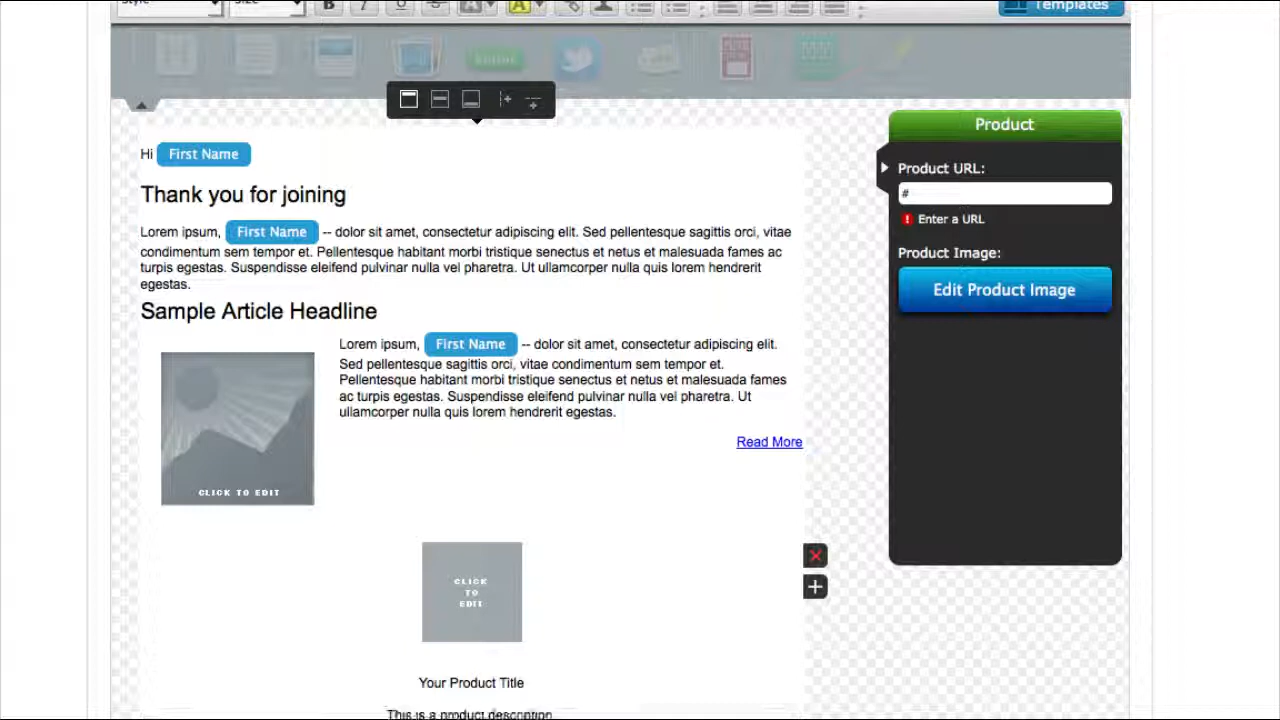 Style
Size
B I U S A A
Templates
Product
Hi First Name
Product URL:
Thank you for joining
#
Enter a URL
Lorem ipsum, First Name -- dolor sit amet, consectetur adipiscing elit. Sed pellentesque sagittis orci, vitae
condimentum sem tempor et. Pellentesque habitant morbi tristique senectus et netus et malesuada fames ac
turpis egestas. Suspendisse eleifend pulvinar nulla vel pharetra. Ut ullamcorper nulla quis lorem hendrerit
egestas.
Product Image:
Edit Product Image
Sample Article Headline
Lorem ipsum, First Name -- dolor sit amet, consectetur adipiscing elit.
Sed pellentesque sagittis orci, vitae condimentum sem tempor et.
Pellentesque habitant morbi tristique senectus et netus et malesuada fames
ac turpis egestas. Suspendisse eleifend pulvinar nulla vel pharetra. Ut
ullamcorper nulla quis lorem hendrerit egestas.
Read More
CLICK TO EDIT
CLICK
TO
EDIT
Your Product Title
This is a product description